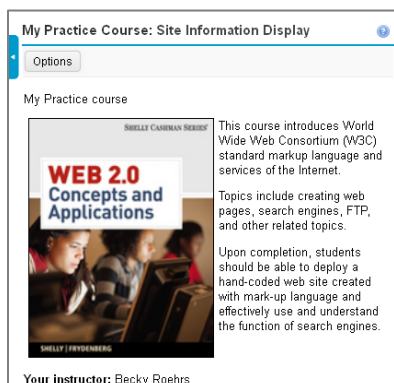 My Practice Course: Site Information Display
?
Options
My Practice course
SHELLY CASHMAN SERIES®
WEB 2.0
Concepts and
Applications
SHELLY | FRYDENBERG
This course introduces World
Wide Web Consortium (W3C)
standard markup language and
services of the Internet.
Topics include creating web
pages, search engines, FTP,
and other related topics.
Upon completion, students
should be able to deploy a
hand-coded web site created
with mark-up language and
effectively use and understand
the function of search engines.
Your instructor: Becky Roehrs